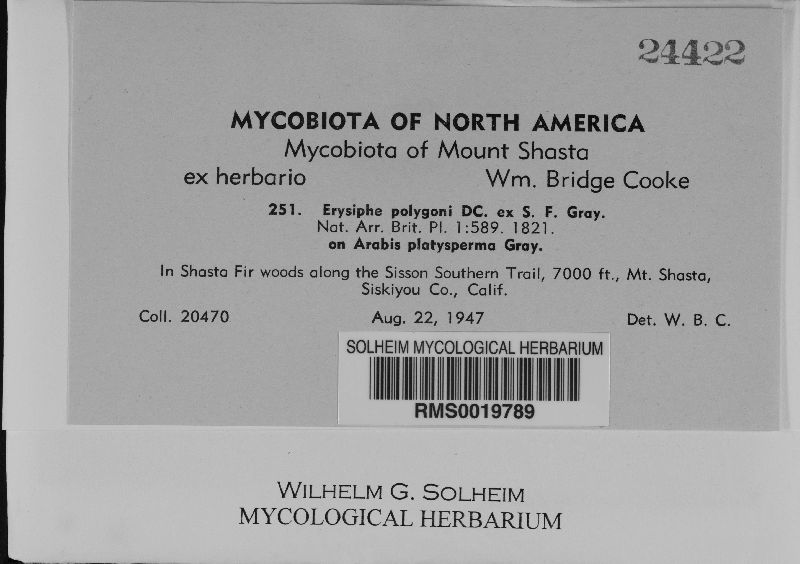 24422
MYCOBIOTA OF NORTH AMERICA
Mycobiota of Mount Shasta
ex herbario Wm. Bridge Cooke
251. Erysiphe polygoni DC. ex S. F. Gray.
Nat. Arr. Brit. Pl. 1:589. 1821.
on Arabis platysperma Gray.
In Shasta Fir woods along the Sisson Southern Trail, 7000 ft., Mt. Shasta,
Siskiyou Co., Calif.
Coll. 20470 Aug. 22, 1947 Det. W. B. C.
SOLHEIM MYCOLOGICAL HERBARIUM
RMS0019789
WILHELM G. SOLHEIM
MYCOLOGICAL HERBARIUM